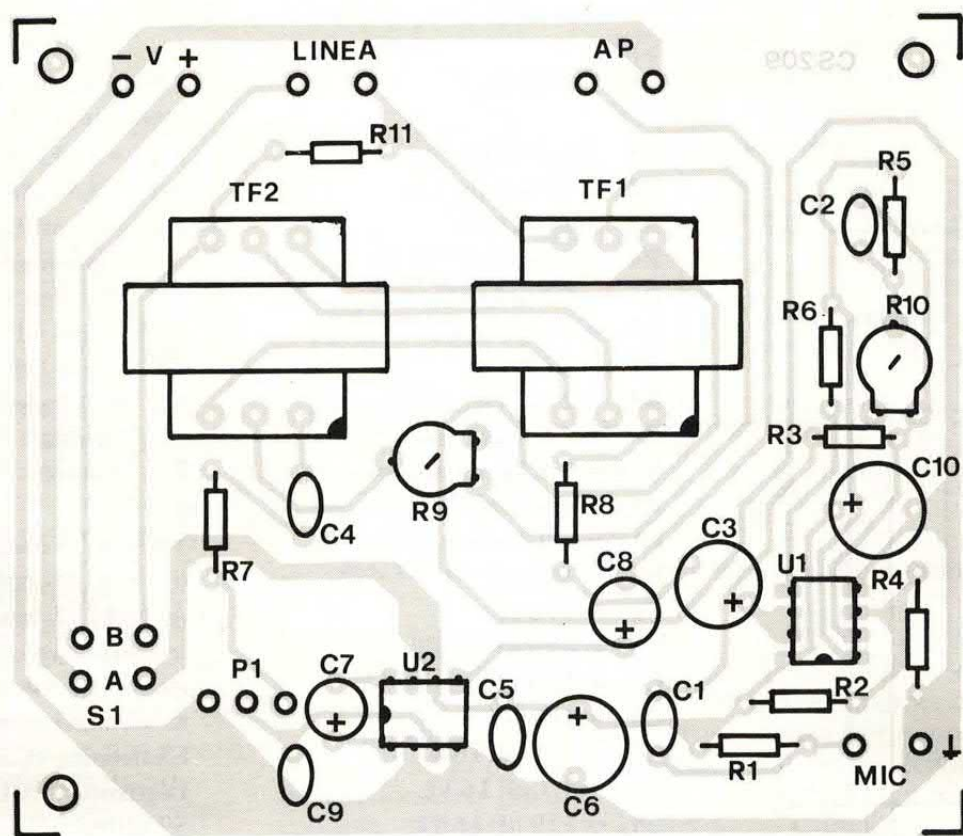 - V +
LINEA
AP
CS209
R11
R5
TF2
TF1
C2
R6
R10
R3
C10
R9
C4
R8
R7
C3
C8
U1
R4
B
A
S1
P1
C7
U2
C5
C1
R2
R1
MIC
C6
C9
+
+
+
+
+